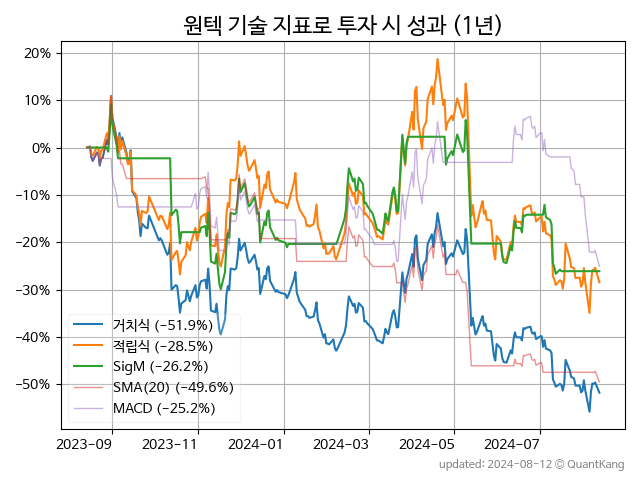 원텍 기술 지표로 투자 시 성과 (1년)
20%
10%
0%
−10%
−20%
−30%
−40%
−50%
거치식 (−51.9%)
적립식 (−28.5%)
SigM (−26.2%)
SMA(20) (−49.6%)
MACD (−25.2%)
2023-09 2023-11 2024-01 2024-03 2024-05 2024-07
updated: 2024-08-12 © QuantKang